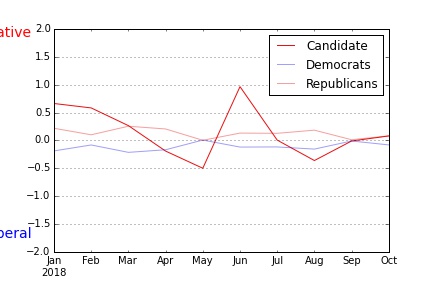 ative
2.0
1.5
1.0
0.5
0.0
−0.5
−1.0
−1.5
−2.0
peral
Candidate
Democrats
Republicans
Jan Feb Mar Apr May Jun Jul Aug Sep Oct
2018